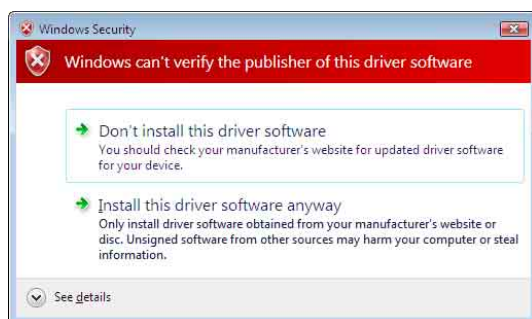 Windows Security
Windows can't verify the publisher of this driver software
Don't install this driver software
You should check your manufacturer's website for updated driver software
for your device.
Install this driver software anyway
Only install driver software obtained from your manufacturer's website or
disc. Unsigned software from other sources may harm your computer or steal
information.
See details